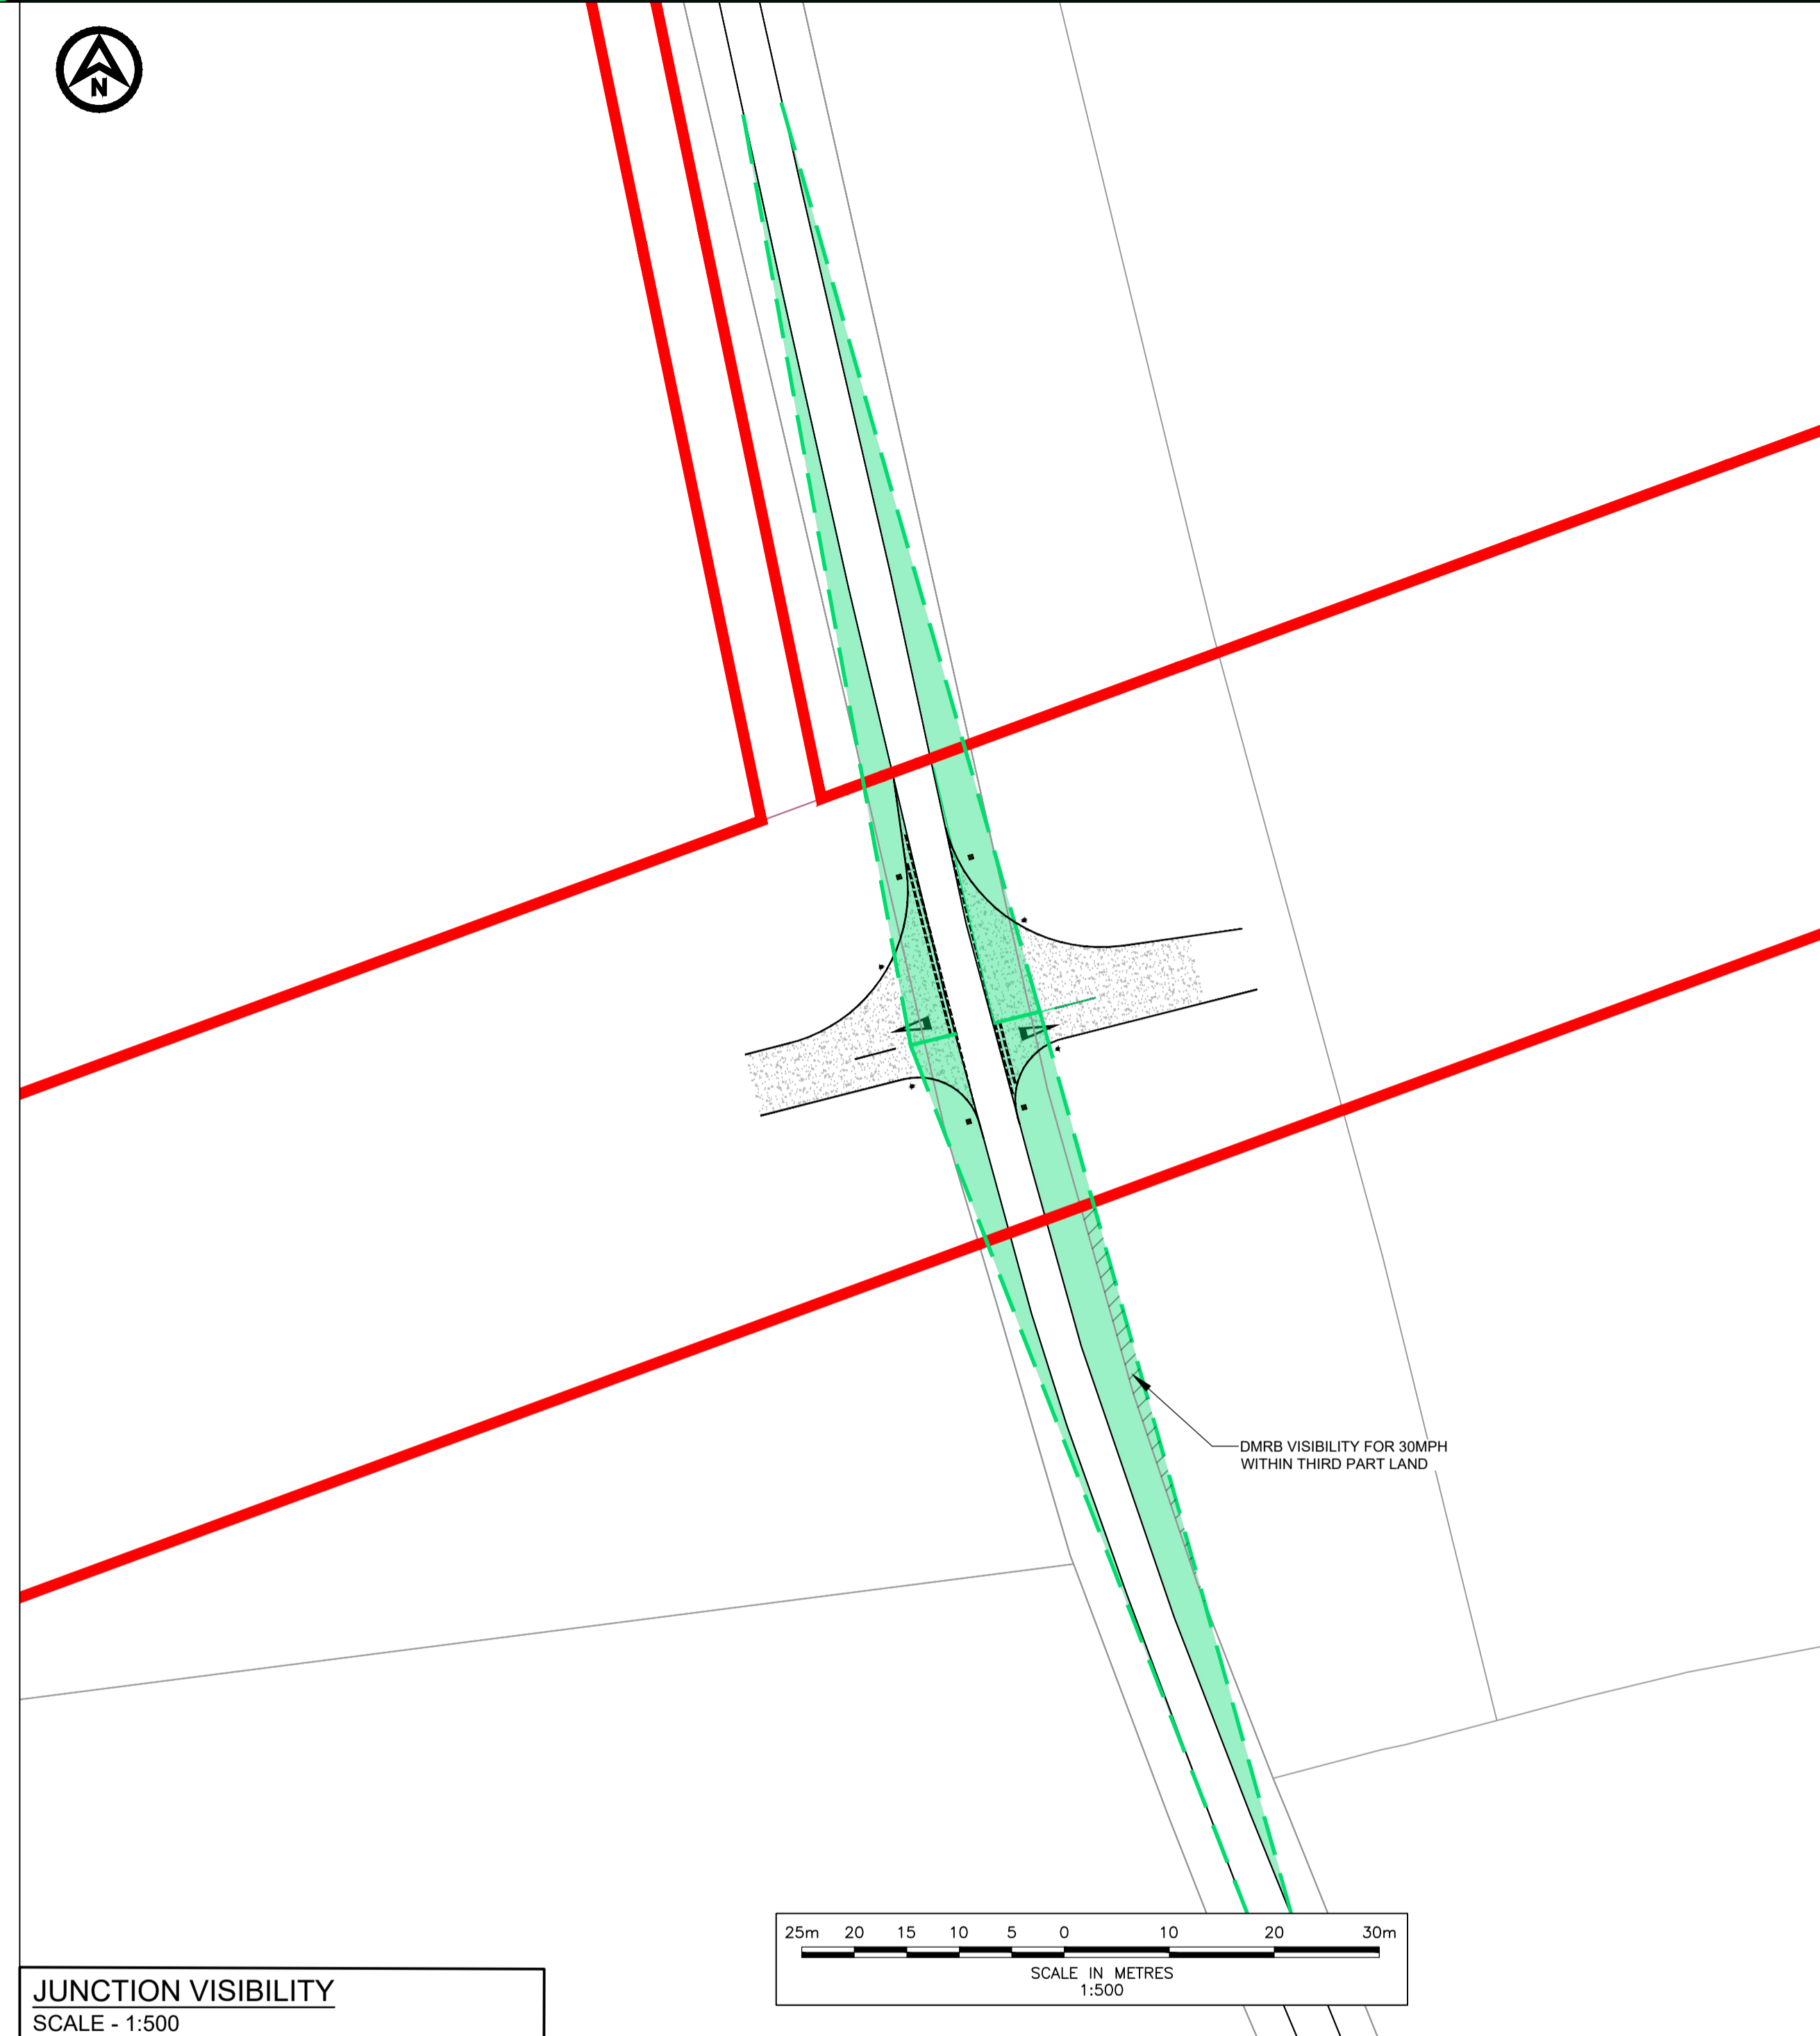 N
DMRB VISIBILITY FOR 30MPH
WITHIN THIRD PART LAND
25m 20 15 10 5 0 10 20 30m
SCALE IN METRES
1:500
JUNCTION VISIBILITY
SCALE - 1:500